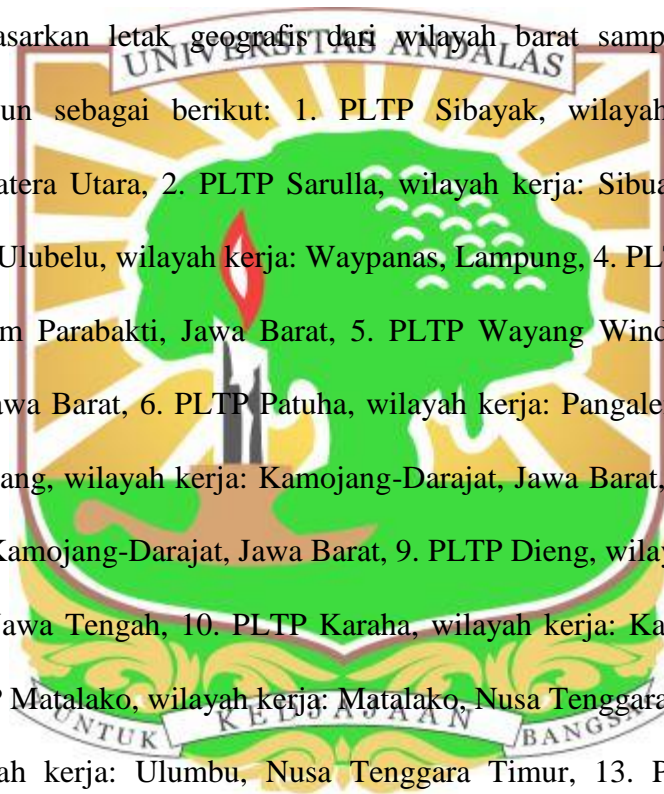 asarkan letak geografis dari wilayah barat samp
UNIVERSITAS ANDALAS
un sebagai berikut: 1. PLTP Sibayak, wilayah
atera Utara, 2. PLTP Sarulla, wilayah kerja: Sibua
Ulubelu, wilayah kerja: Waypanas, Lampung, 4. PL
m Parabakti, Jawa Barat, 5. PLTP Wayang Wind
awa Barat, 6. PLTP Patuha, wilayah kerja: Pangale
ang, wilayah kerja: Kamojang-Darajat, Jawa Barat,
Kamojang-Darajat, Jawa Barat, 9. PLTP Dieng, wilay
Jawa Tengah, 10. PLTP Karaha, wilayah kerja: Ka
P Matalako, wilayah kerja: Matalako, Nusa Tenggara
UNTUK KEDJAJAAN BANGSA
ah kerja: Ulumbu, Nusa Tenggara Timur, 13. P